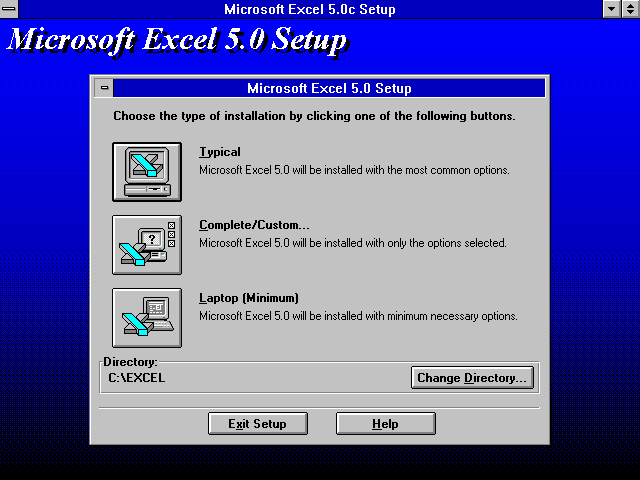 Microsoft Excel 5.0c Setup
Microsoft Excel 5.0 Setup
Microsoft Excel 5.0 Setup
Choose the type of installation by clicking one of the following buttons.
Typical
Microsoft Excel 5.0 will be installed with the most common options.
?
Complete/Custom...
Microsoft Excel 5.0 will be installed with only the options selected.
Laptop (Minimum)
Microsoft Excel 5.0 will be installed with minimum necessary options.
Directory:
C:\EXCEL
Change Directory...
Exit Setup
Help